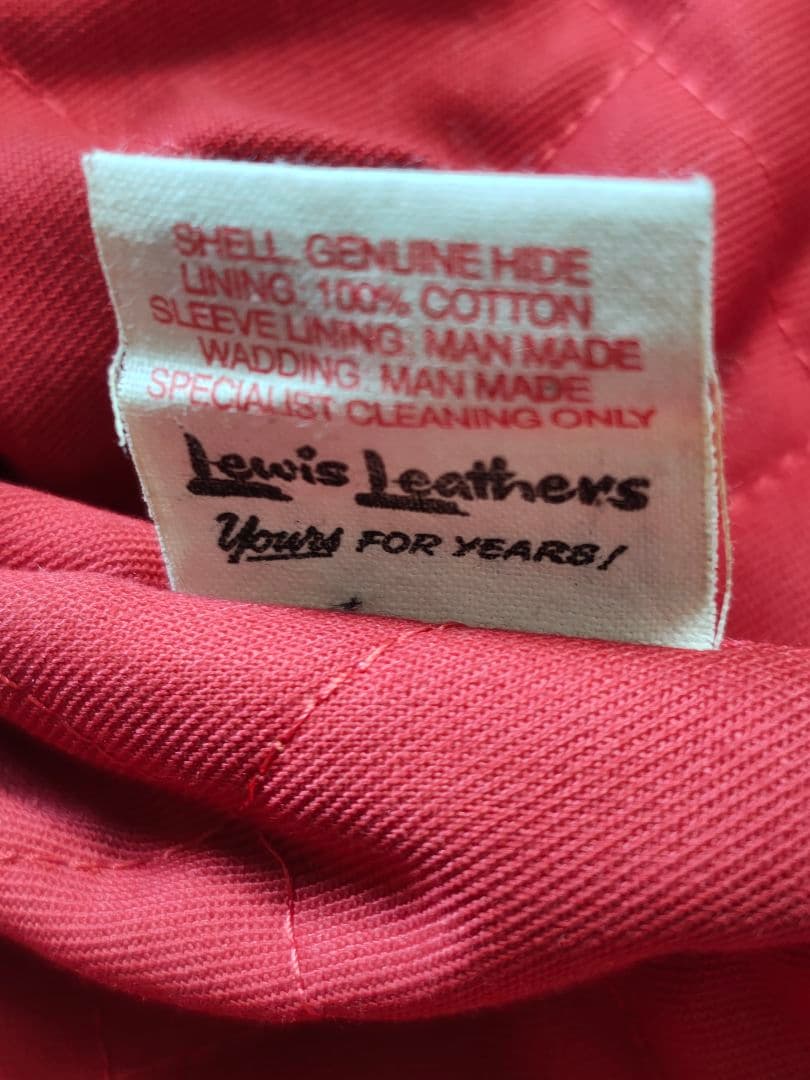 SHELL. GENUINE HIDE
LINING. 100% COTTON
SLEEVE LINING. MAN MADE
WADDING. MAN MADE
SPECIALIST CLEANING ONLY
Lewis Leathers
Yours FOR YEARS!